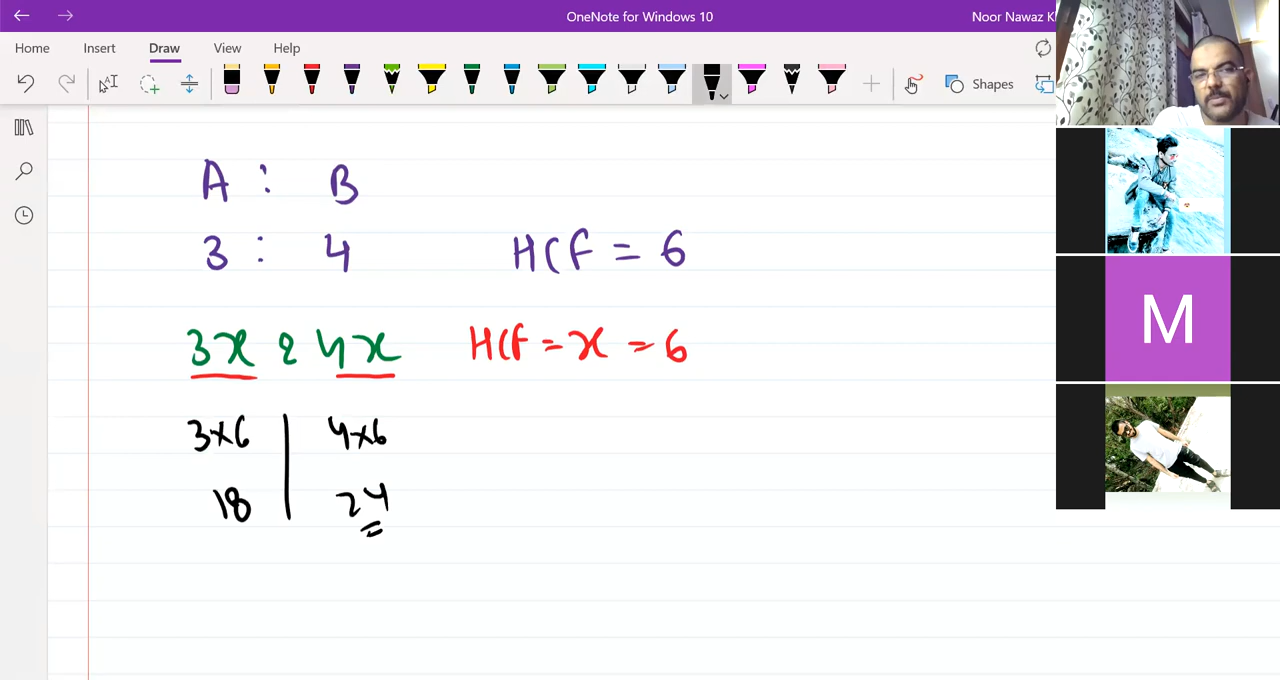 OneNote for Windows 10
Noor Nawaz K
Home Insert Draw View Help
Shapes
A : B
3 : 4 HCF = 6
3x & 4x HCF = x = 6
3×6 | 4×6
18 | 24
M